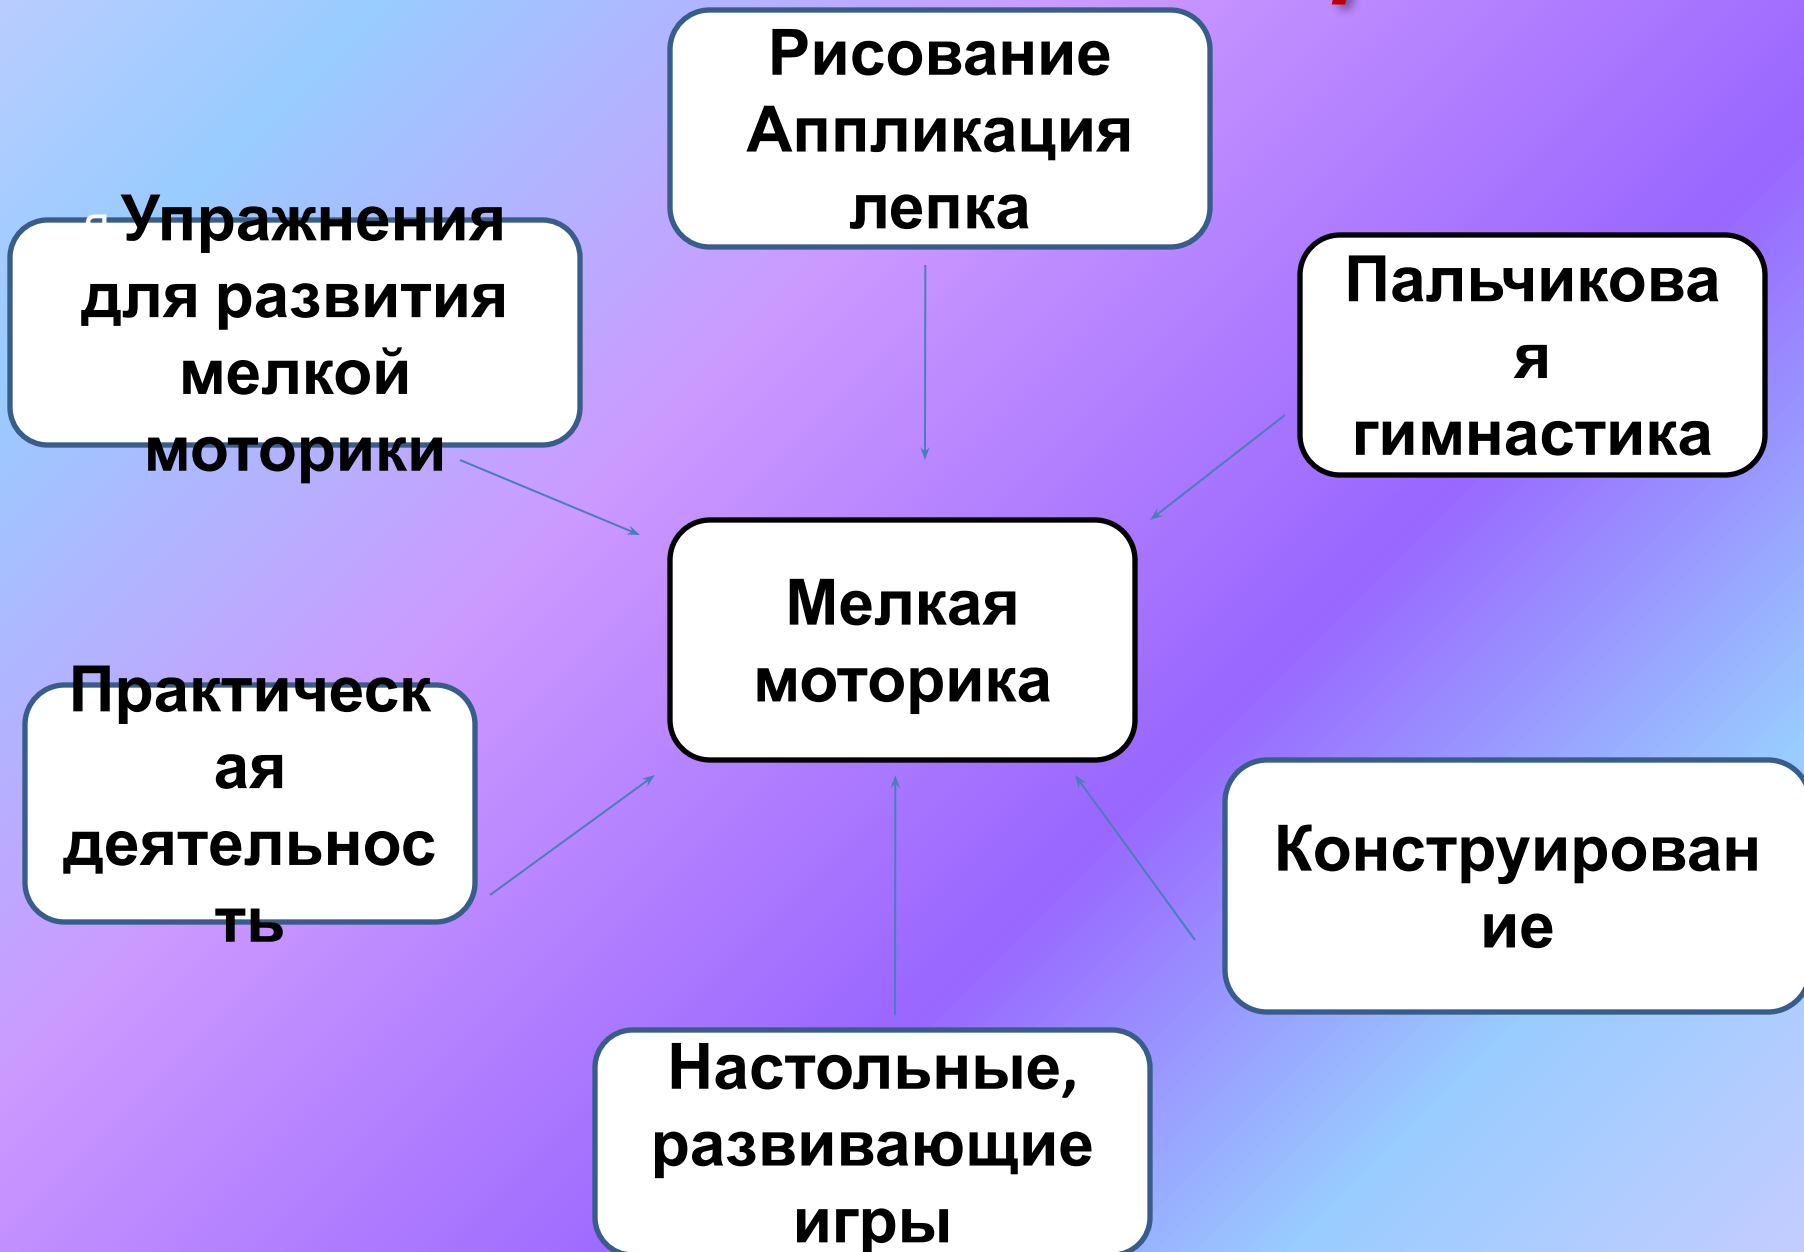 Рисование
Аппликация
лепка
я Упражнения
для развития
мелкой
моторики
Пальчикова
я
гимнастика
Мелкая
моторика
Практическ
ая
деятельнос
ть
Конструирован
ие
Настольные,
развивающие
игры